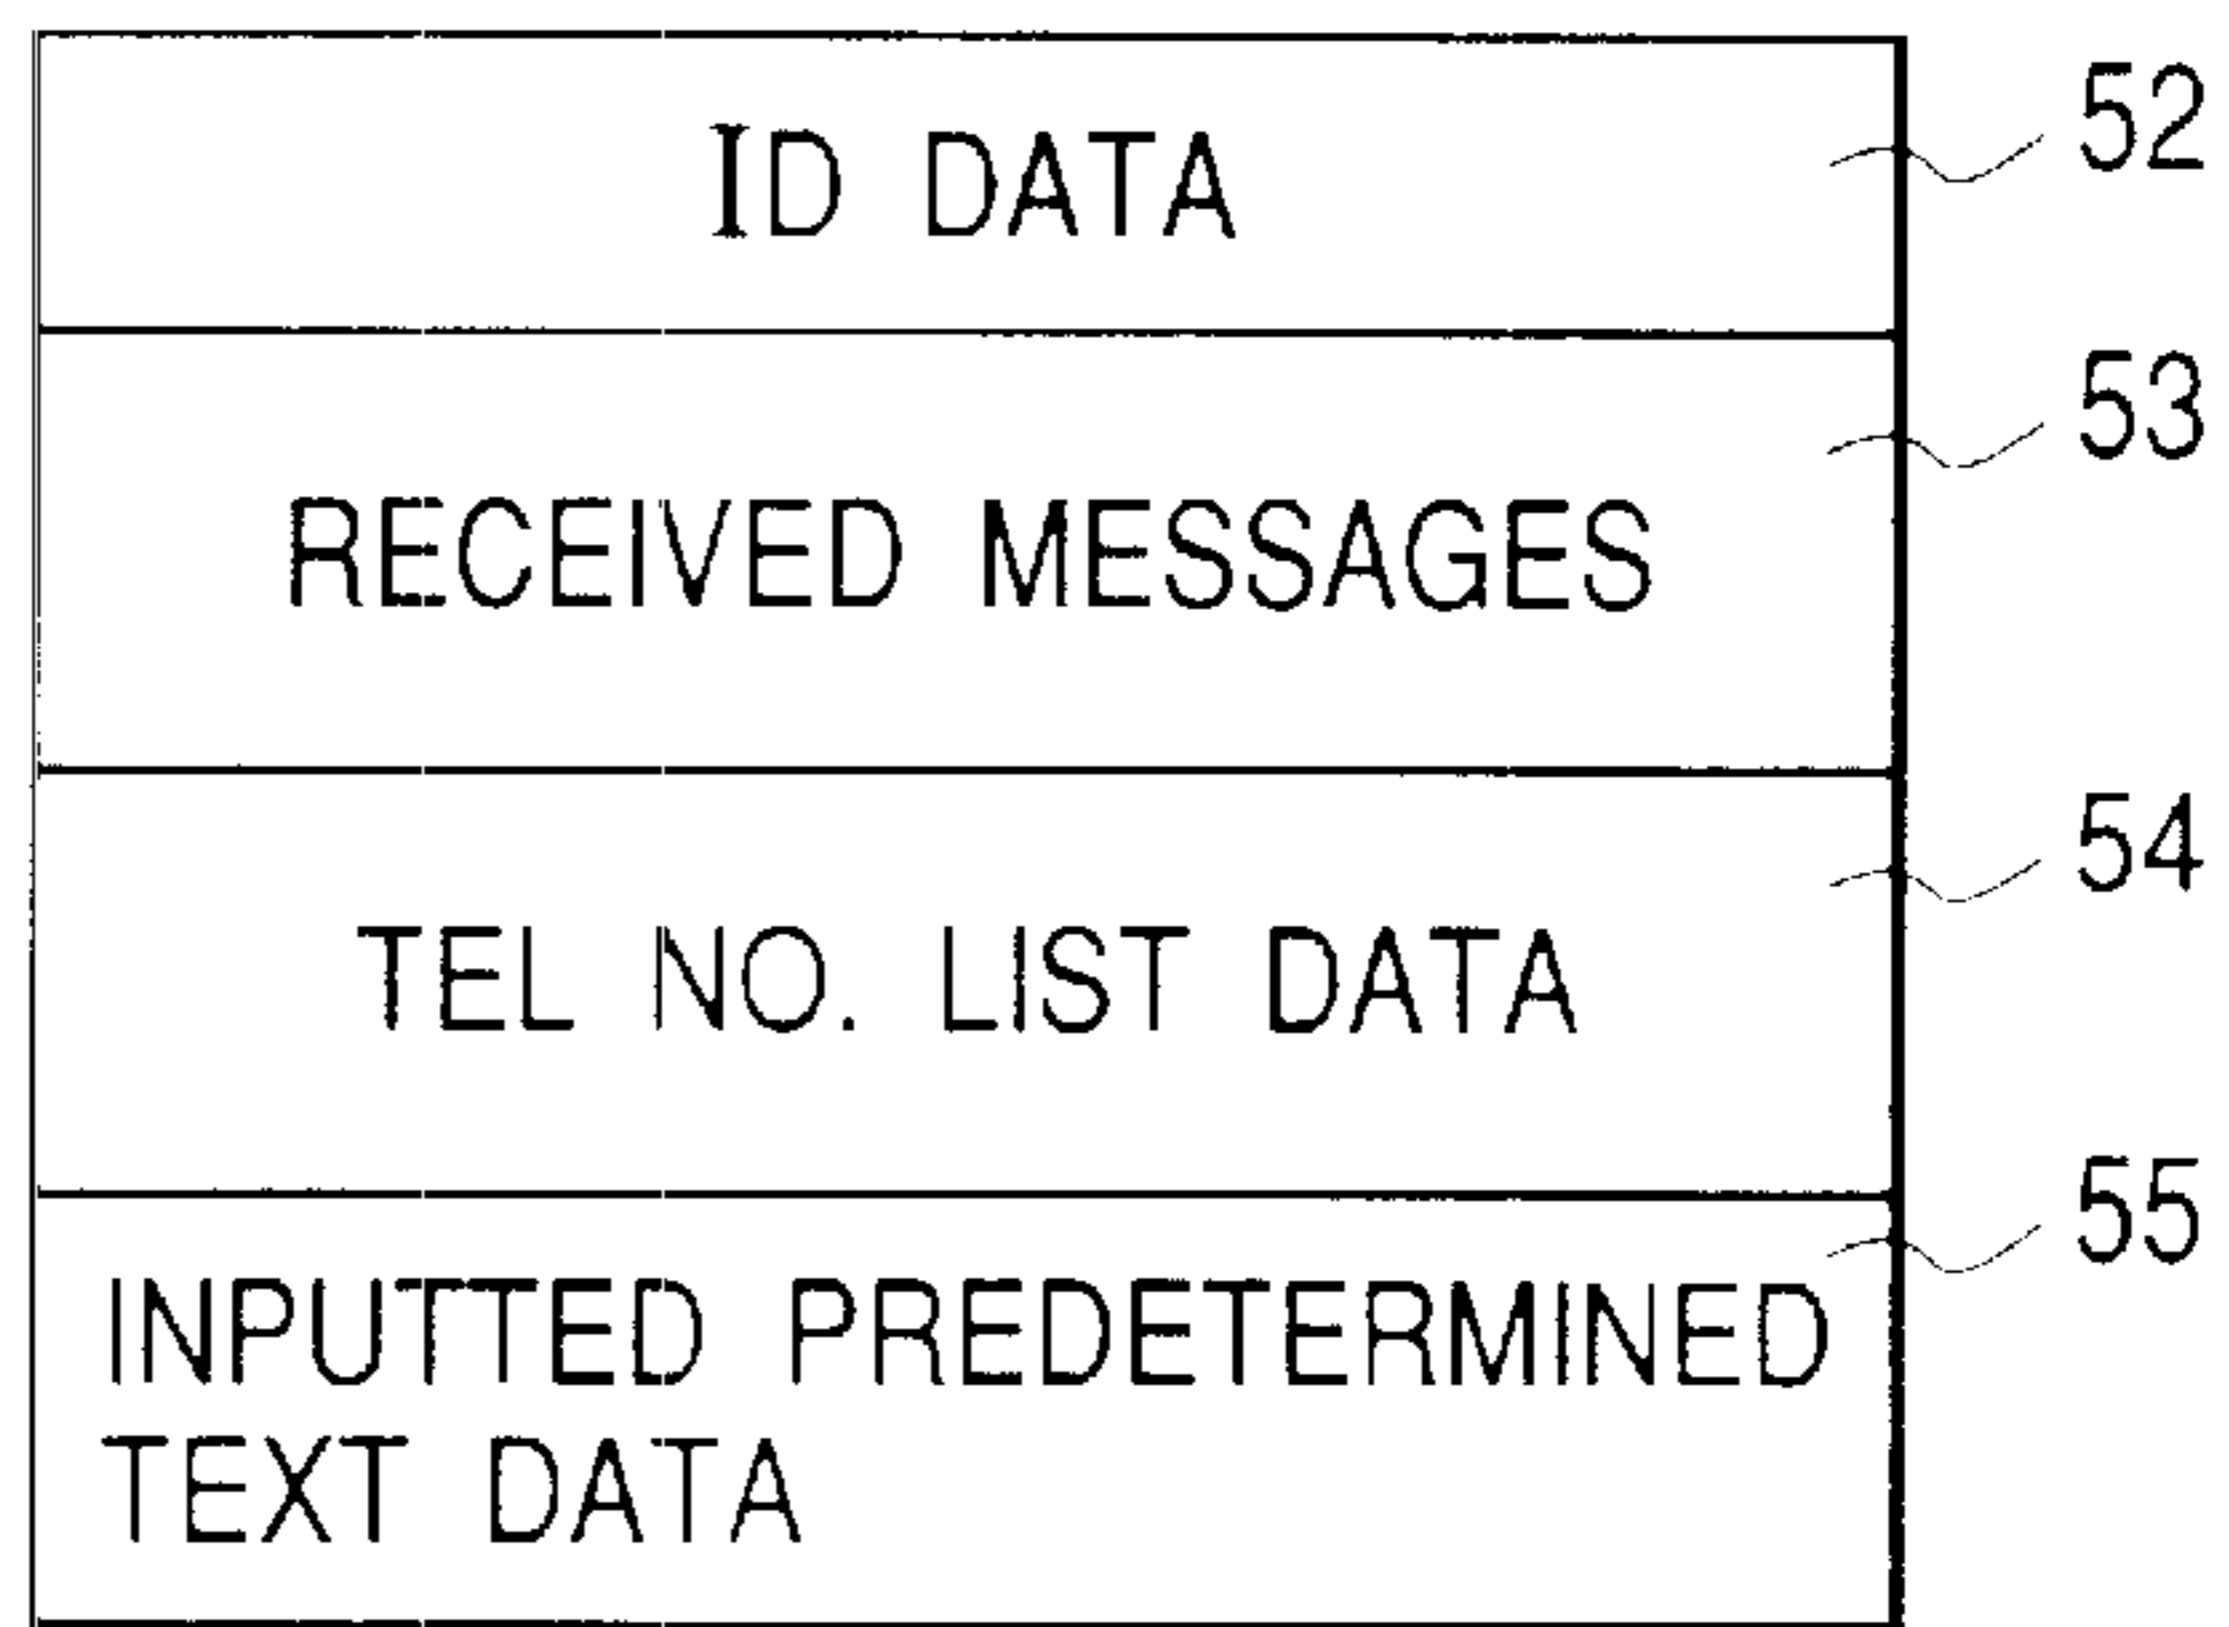 ID DATA
52
RECEIVED MESSAGES
53
TEL NO. LIST DATA
54
INPUTTED PREDETERMINED
TEXT DATA
55